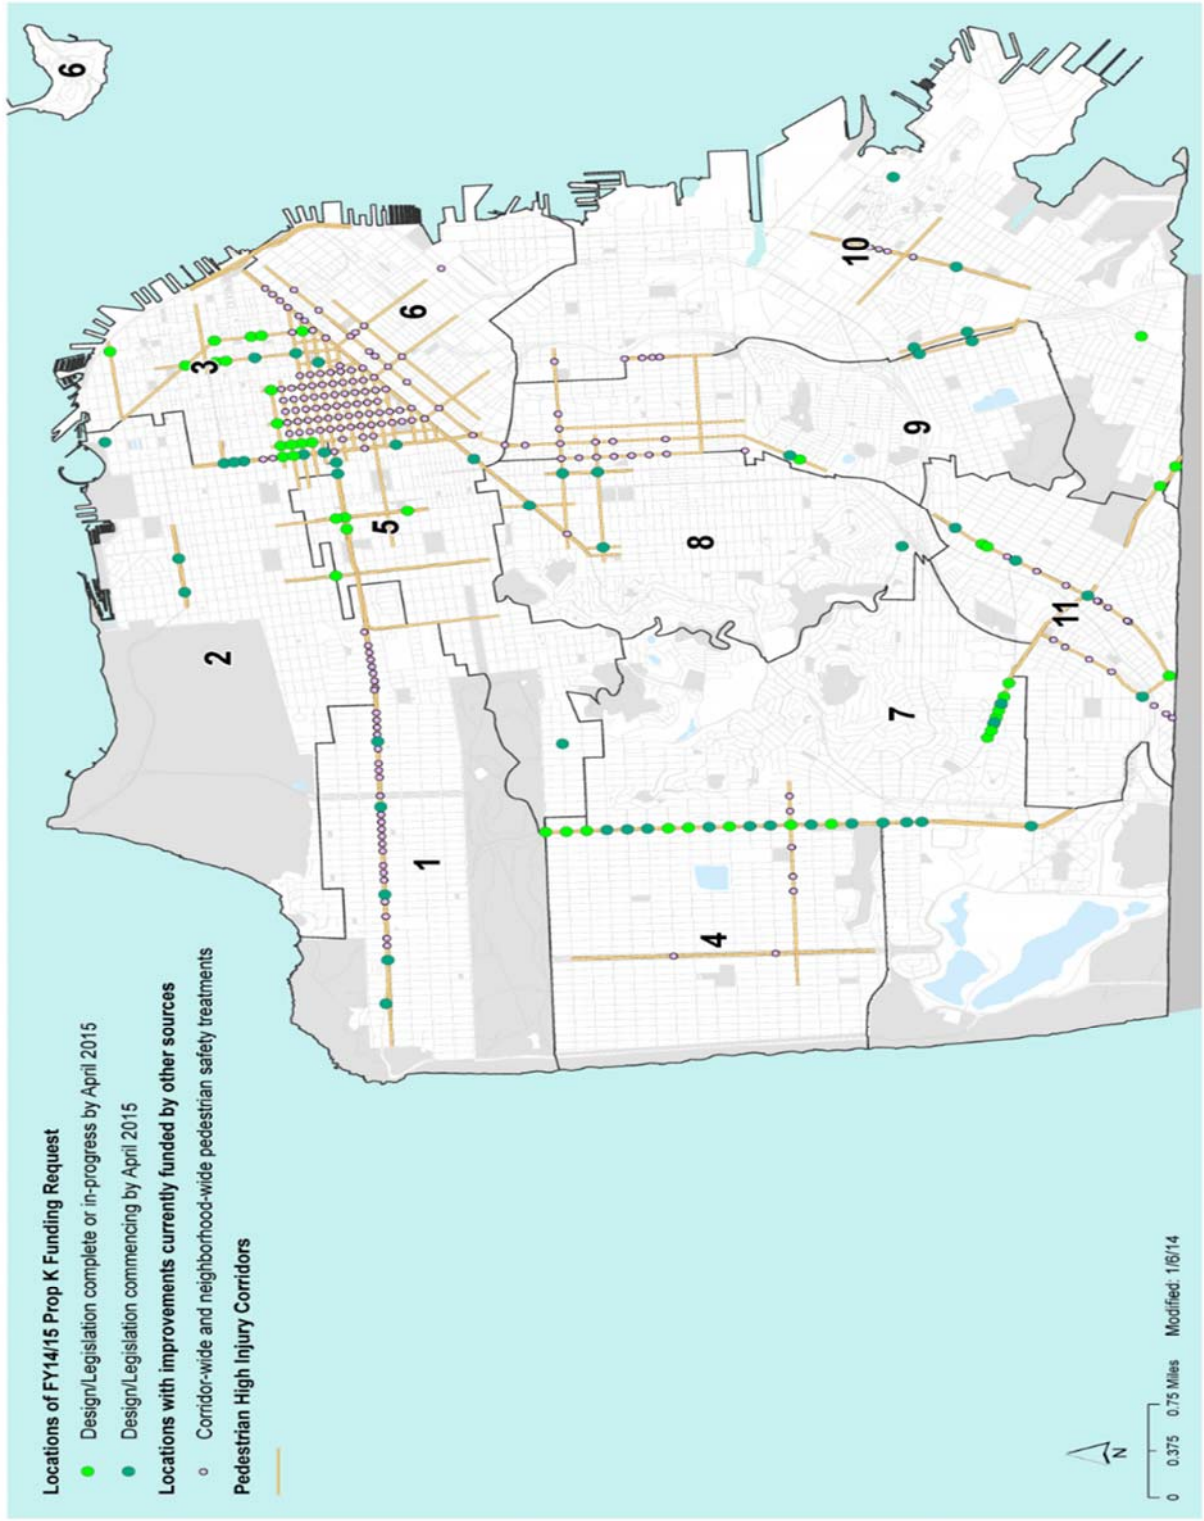 Locations of FY14/15 Prop K Funding Request
Design/Legislation complete or in-progress by April 2015
Design/Legislation commencing by April 2015
Locations with improvements currently funded by other sources
Corridor-wide and neighborhood-wide pedestrian safety treatments
Pedestrian High Injury Corridors
6
2
3
6
5
1
10
8
9
4
7
11
N
0 0.375 0.75 Miles Modified: 1/6/14